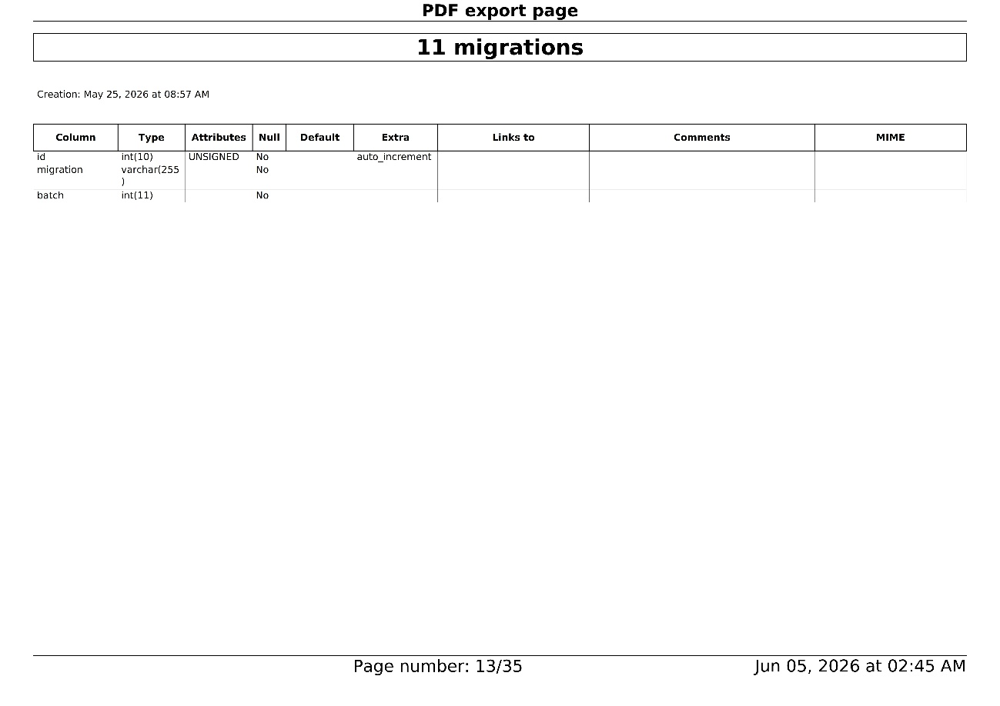 PDF export page
11 migrations
Creation: May 25, 2026 at 08:57 AM
Column Type Attributes Null Default Extra Links to Comments MIME
id int(10) UNSIGNED No auto_increment
migration varchar(255 No
)
batch int(11) No
Page number: 13/35 Jun 05, 2026 at 02:45 AM